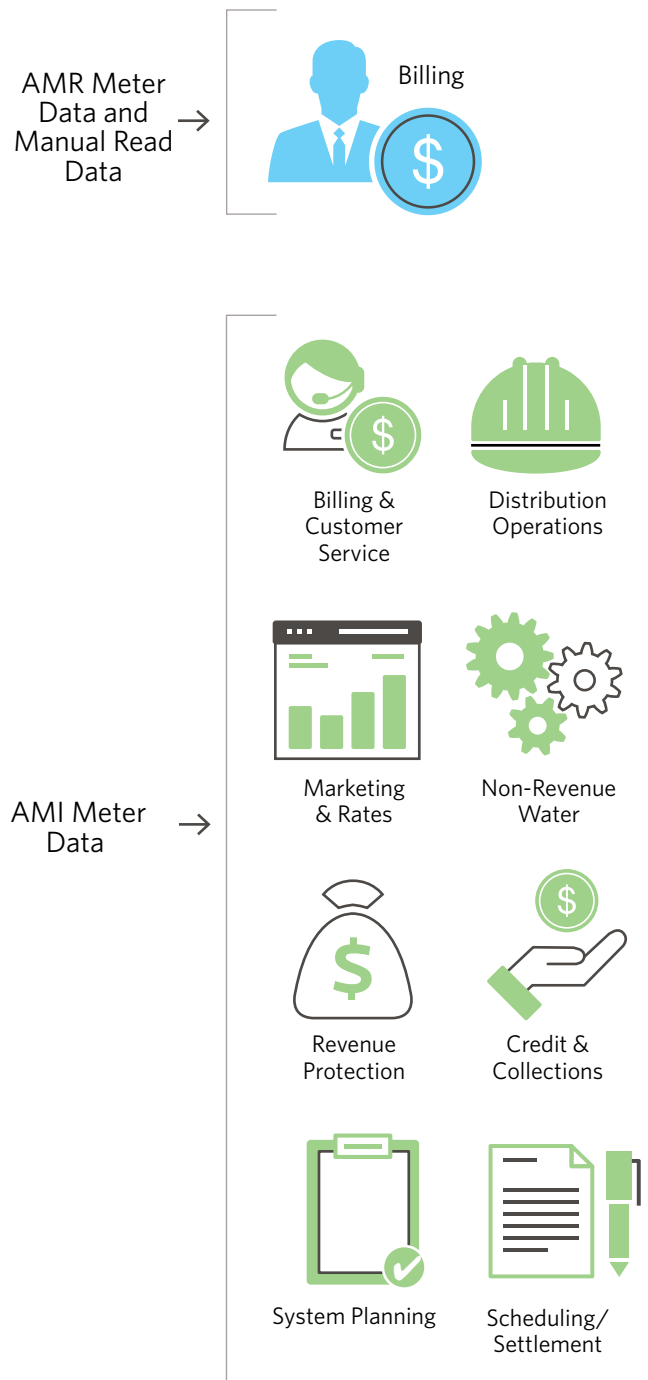 AMR Meter
Data and
Manual Read
Data
Billing
$
AMI Meter
Data
$
Billing &
Customer
Service
Distribution
Operations
Marketing
& Rates
Non-Revenue
Water
$
Revenue
Protection
$
Credit &
Collections
System Planning
Scheduling/
Settlement